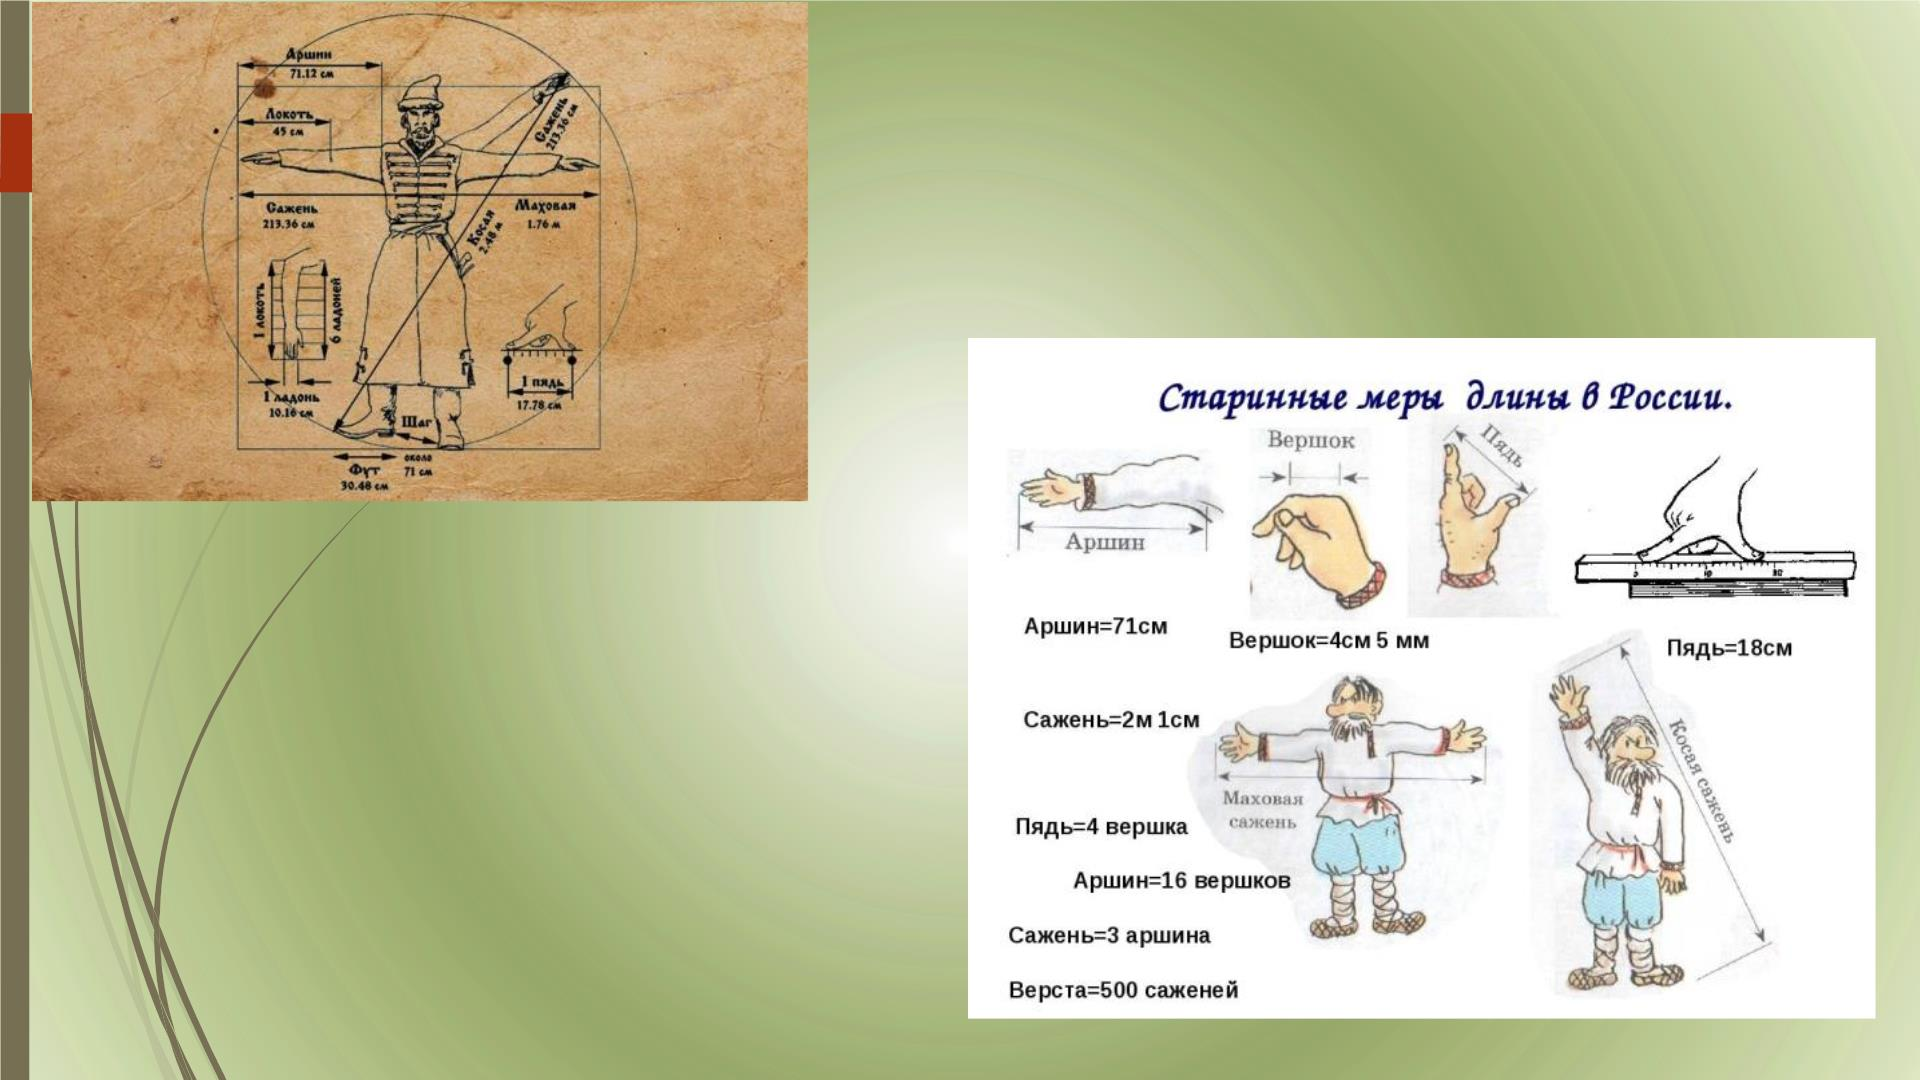 Аршин
71.12 см
Локоть
45 см
Сажень
213.36 см
Сажень
213.36 см
Маховая
1.76 м
Косая
2.48 м
1 локоть
6 ладоней
1 ладонь
10.16 см
1 пядь
17.78 см
Шаг
около
71 см
Фут
30.48 см
Старинные меры длины в России.
Аршин
Вершок
Пядь
0 10 20
Аршин=71см
Вершок=4см 5 мм
Пядь=18см
Сажень=2м 1см
Маховая
сажень
Косая сажень
Пядь=4 вершка
Аршин=16 вершков
Сажень=3 аршина
Верста=500 саженей